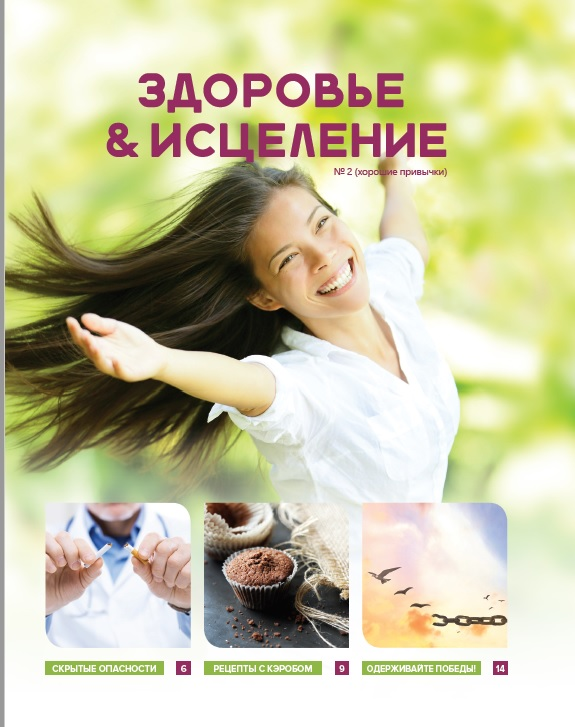 ЗДОРОВЬЕ
& ИСЦЕЛЕНИЕ
№ 2 (хорошие привычки)
СКРЫТЫЕ ОПАСНОСТИ 6
РЕЦЕПТЫ С КЭРОБОМ 9
ОДЕРЖИВАЙТЕ ПОБЕДЫ! 14